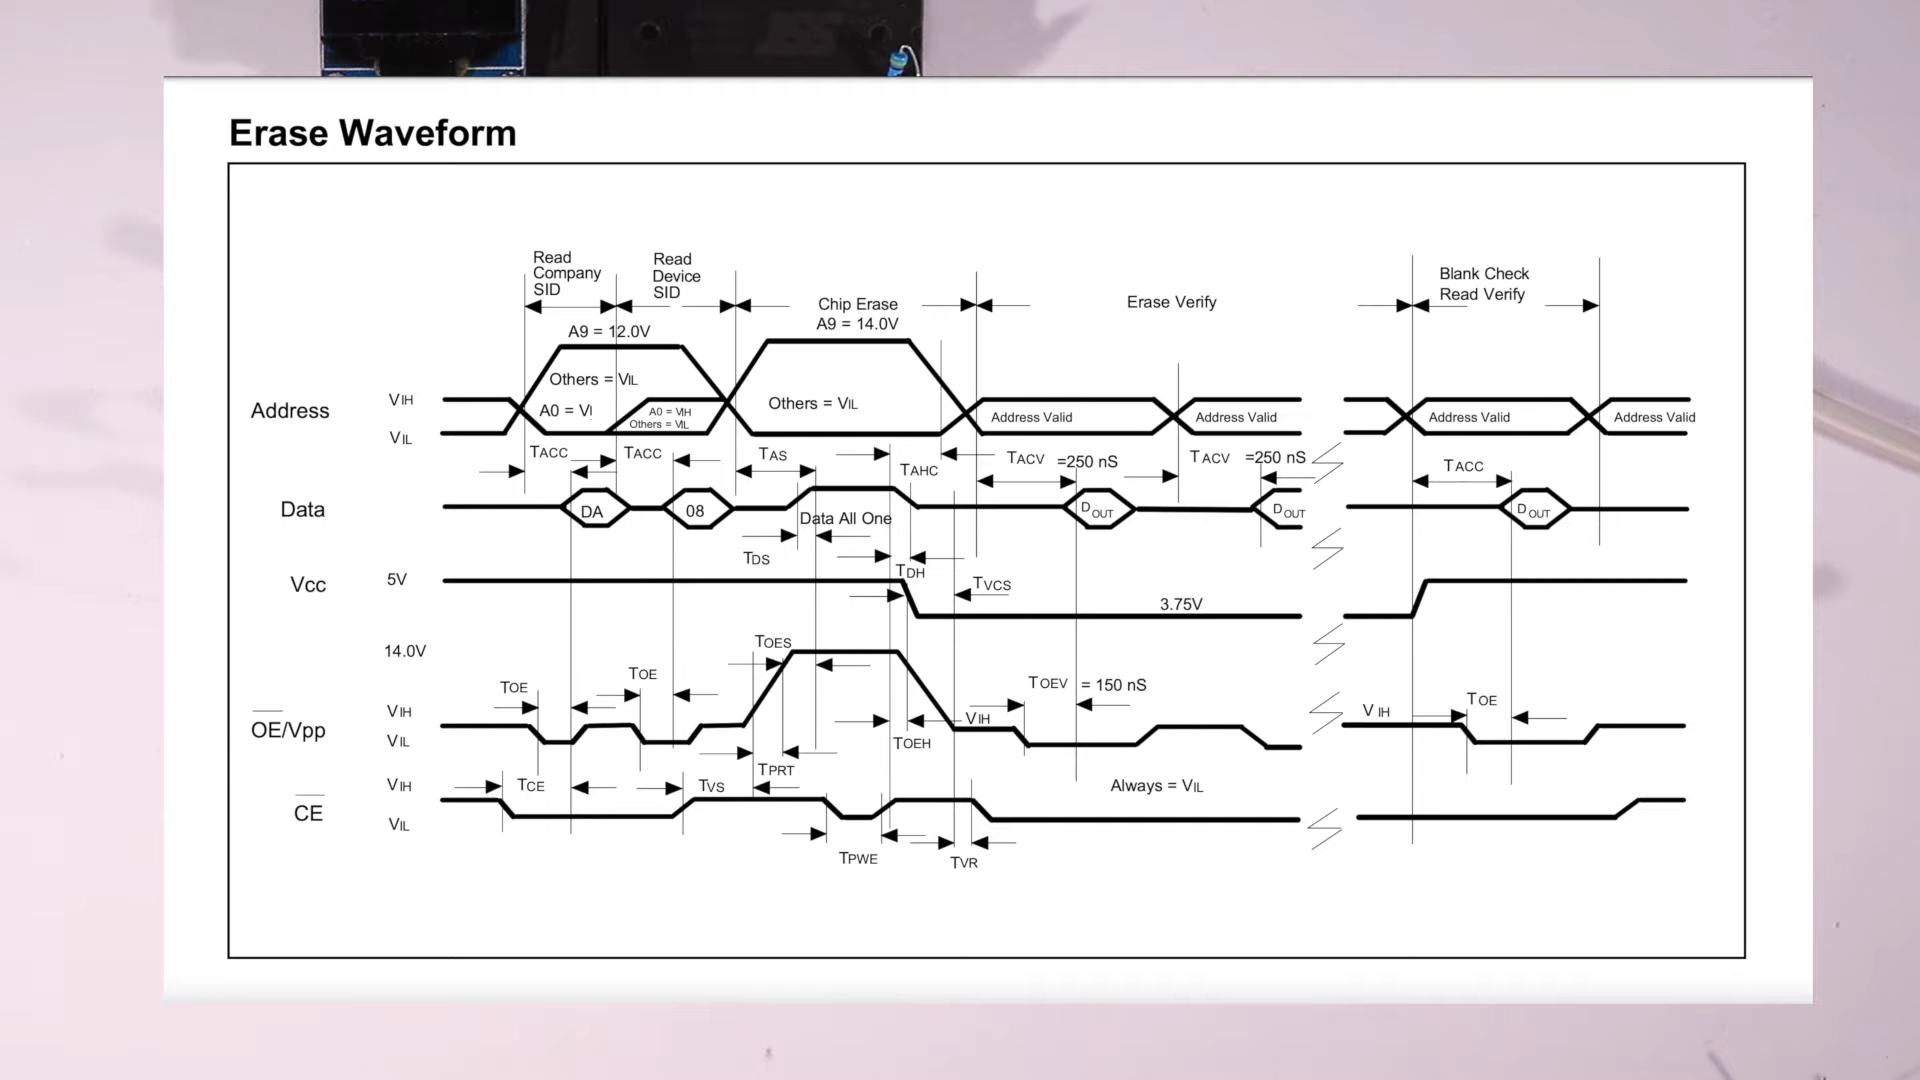 Erase Waveform
Read
Company
SID
Read
Device
SID
Chip Erase
A9 = 14.0V
Erase Verify
Blank Check
Read Verify
A9 = 12.0V
Others = VIL
A0 = VI
A0 = VIH
Others = VIL
Others = VIL
Address
VIH
VIL
Address Valid
Address Valid
Address Valid
Address Valid
TACC
TACC
TAS
TAHC
TACV =250 nS
TACV =250 nS
TACC
Data
DA
08
Data All One
DOUT
DOUT
DOUT
TDS
TDH
TVCS
Vcc
5V
3.75V
14.0V
TOES
TOE
TOE
TOEV = 150 nS
TOE
OE/Vpp
VIH
VIL
VIH
VIH
TOEH
TPRT
CE
VIH
VIL
TCE
TVS
Always = VIL
TPWE
TVR